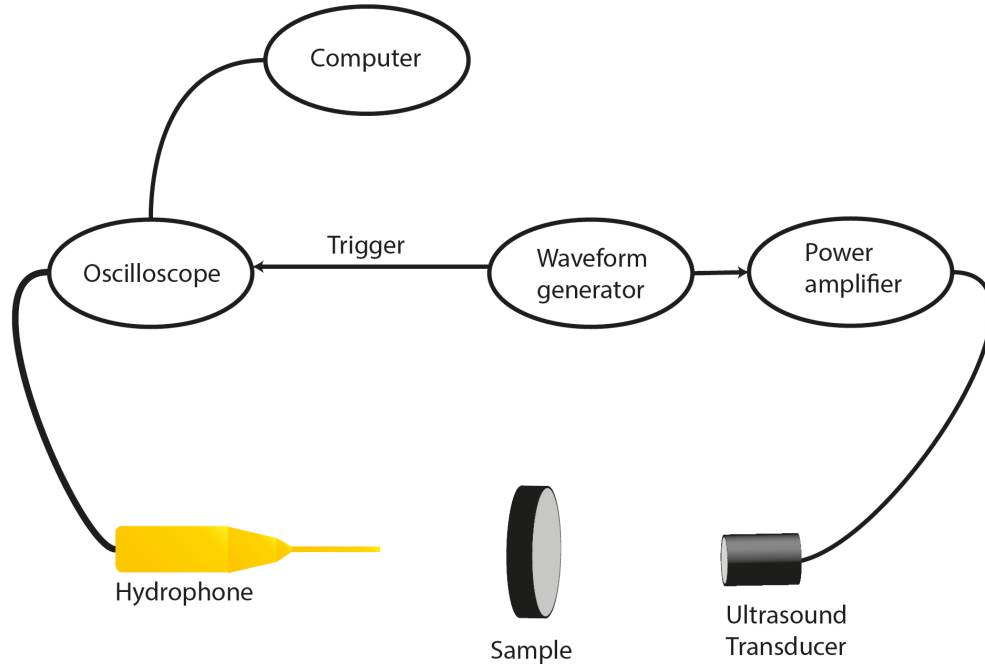 Computer
Trigger
Oscilloscope
Waveform
generator
Power
amplifier
Hydrophone
Sample
Ultrasound
Transducer